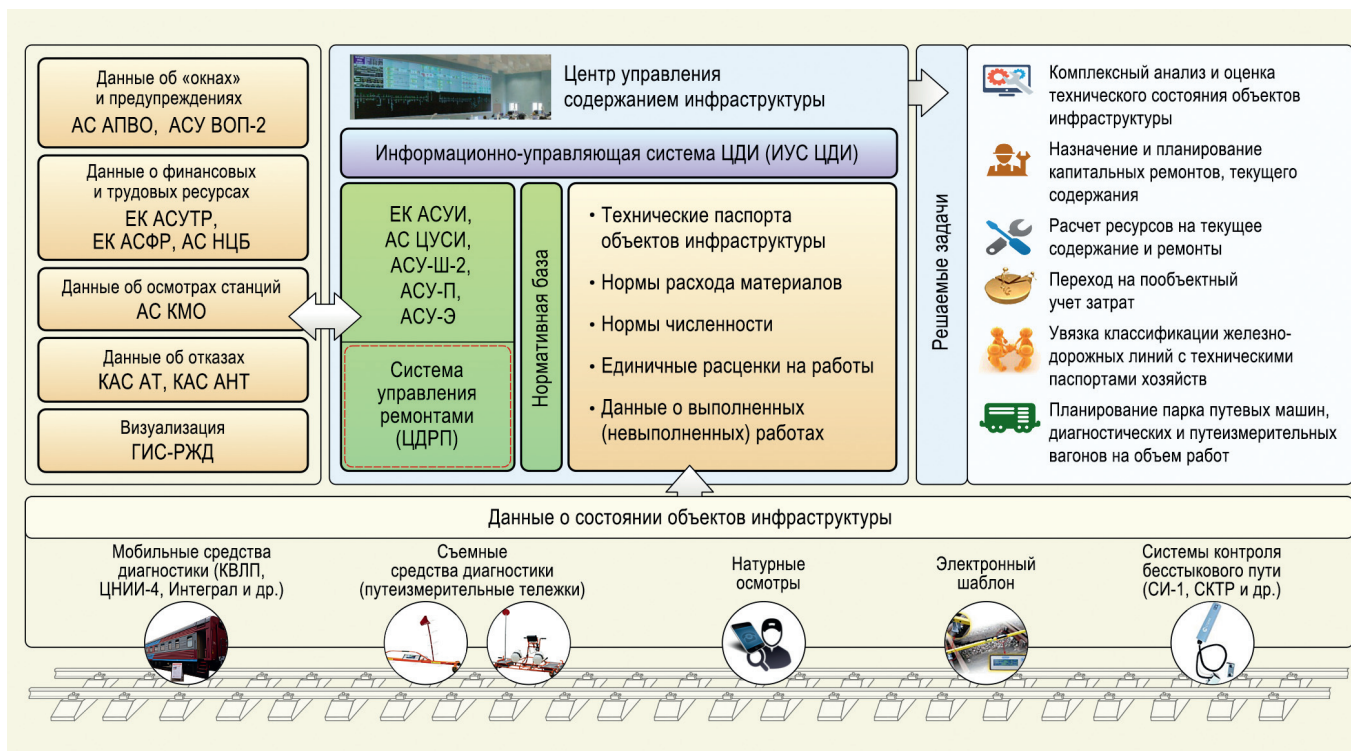 Данные об «окнах»
и предупреждениях
АС АПВО, АСУ ВОП-2
Данные о финансовых
и трудовых ресурсах
ЕК АСУТР,
ЕК АСФР, АС НЦБ
Данные об осмотрах станций
АС КМО
Данные об отказах
КАС АТ, КАС АНТ
Визуализация
ГИС-РЖД
Центр управления
содержанием инфраструктуры
Информационно-управляющая система ЦДИ (ИУС ЦДИ)
ЕК АСУИ,
АС ЦУСИ,
АСУ-Ш-2,
АСУ-П,
АСУ-Э
Система
управления
ремонтами
(ЦДРП)
Нормативная база
• Технические паспорта
объектов инфраструктуры
• Нормы расхода материалов
• Нормы численности
• Единичные расценки на работы
• Данные о выполненных
(невыполненных) работах
Решаемые задачи
Комплексный анализ и оценка
технического состояния объектов
инфраструктуры
Назначение и планирование
капитальных ремонтов, текущего
содержания
Расчет ресурсов на текущее
содержание и ремонты
Переход на пообъектный
учет затрат
Увязка классификации железно-
дорожных линий с техническими
паспортами хозяйств
Планирование парка путевых машин,
диагностических и путеизмерительных
вагонов на объем работ
Данные о состоянии объектов инфраструктуры
Мобильные средства
диагностики (КВЛП,
ЦНИИ-4, Интеграл и др.)
Съемные
средства диагностики
(путеизмерительные тележки)
Натурные
осмотры
Электронный
шаблон
Системы контроля
бесстыкового пути
(СИ-1, СКТР и др.)